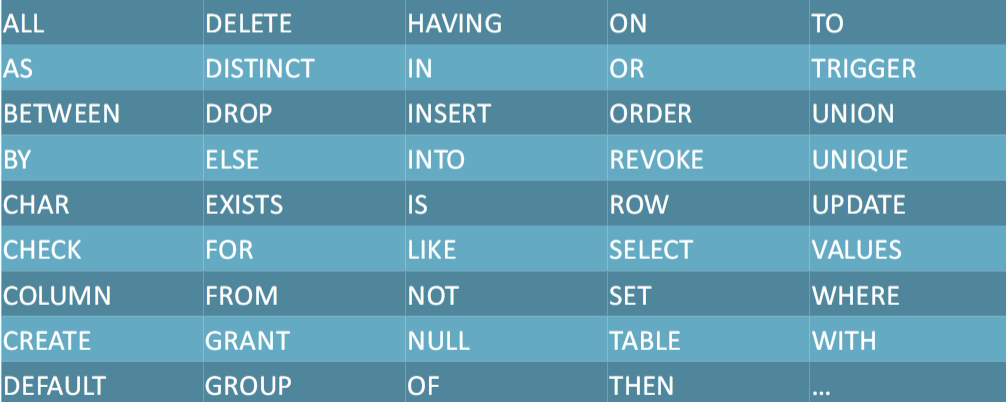 ALL DELETE HAVING ON TO
AS DISTINCT IN OR TRIGGER
BETWEEN DROP INSERT ORDER UNION
BY ELSE INTO REVOKE UNIQUE
CHAR EXISTS IS ROW UPDATE
CHECK FOR LIKE SELECT VALUES
COLUMN FROM NOT SET WHERE
CREATE GRANT NULL TABLE WITH
DEFAULT GROUP OF THEN ...